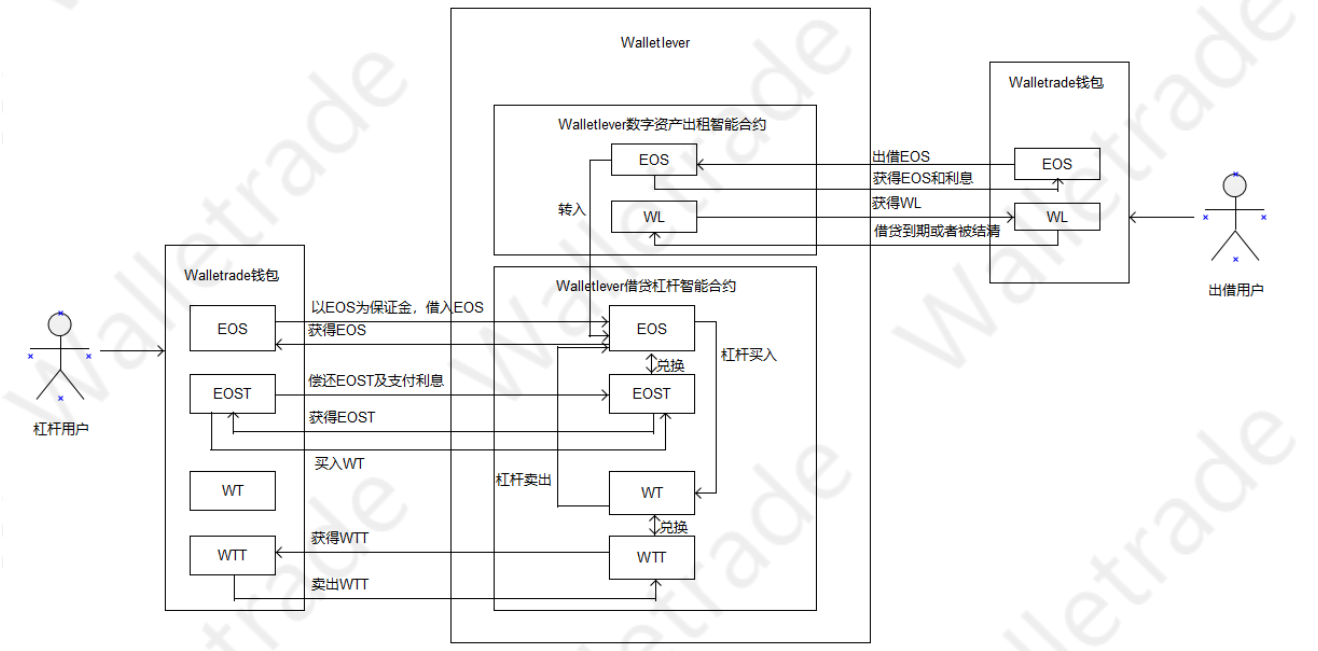 Walletlever
Walletrade钱包
Walletlever数字资产出租智能合约
EOS
出借EOS
EOS
获得EOS和利息
转入
WL
获得WL
WL
借贷到期或者被结清
出借用户
Walletrade钱包
Walletlever借贷杠杆智能合约
以EOS为保证金，借入EOS
EOS
获得EOS
EOS
杠杆买入
兑换
偿还EOST及支付利息
EOST
EOST
获得EOST
杠杆用户
买入WT
杠杆卖出
WT
WT
兑换
获得WTT
WTT
WTT
卖出WTT
Walletrade
Walletrade
Walletrade
Walletrade